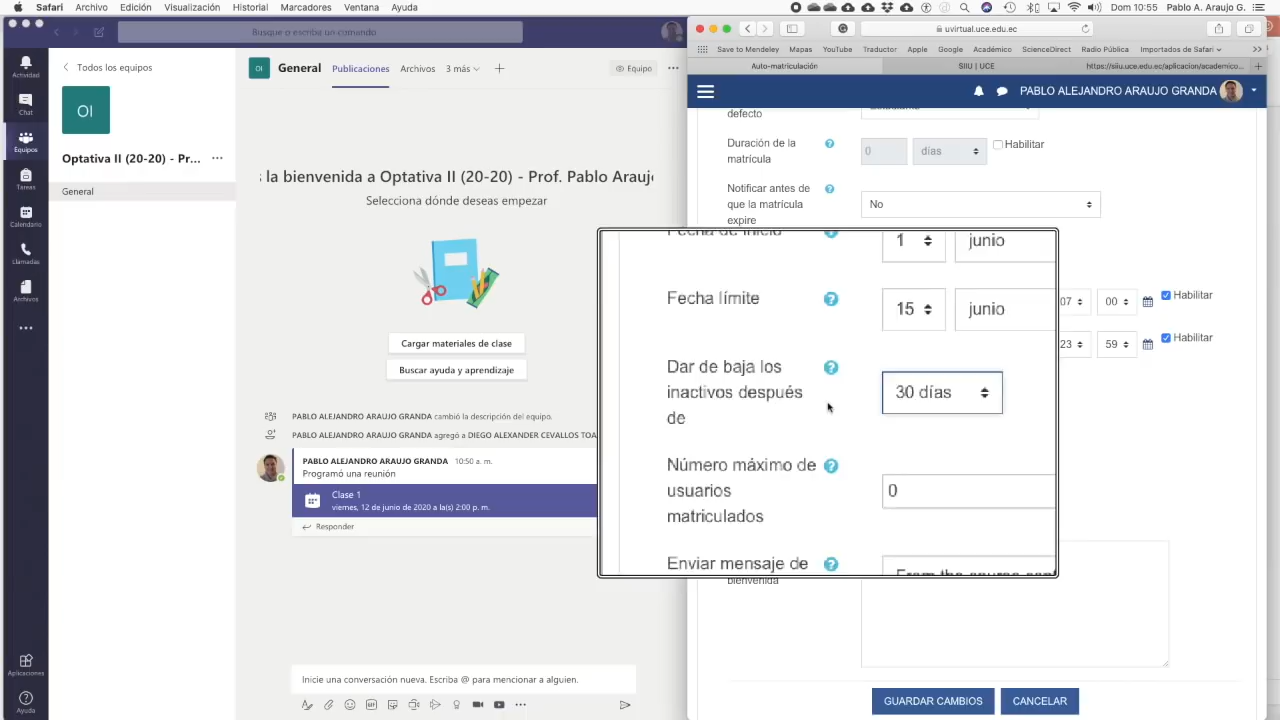 Safari Archivo Edición Visualización Historial Marcadores Ventana Ayuda
Dom 10:55 Pablo A. Araujo G.
Busque o escriba un comando
uvirtual.uce.edu.ec
Save to Mendeley Mapas YouTube Traductor Apple Google Académico ScienceDirect Radio Pública Importados de Safari
Auto-matriculación SIIU | UCE https://siiu.uce.edu.ec/aplicacion/academico...
PABLO ALEJANDRO ARAUJO GRANDA
Actividad
Chat
Equipos
Tareas
Calendario
Llamadas
Archivos
Aplicaciones
Ayuda
Todos los equipos
OI
Optativa II (20-20) - Pr... ...
General
OI General Publicaciones Archivos 3 más
Equipo
la bienvenida a Optativa II (20-20) - Prof. Pablo Arauj
Selecciona dónde deseas empezar
Cargar materiales de clase
Buscar ayuda y aprendizaje
PABLO ALEJANDRO ARAUJO GRANDA cambió la descripción del equipo.
PABLO ALEJANDRO ARAUJO GRANDA agregó a DIEGO ALEXANDER CEVALLOS TOA
PABLO ALEJANDRO ARAUJO GRANDA 10:50 a. m.
Programó una reunión
Clase 1
viernes, 12 de junio de 2020 a la(s) 2:00 p. m.
Responder
Inicie una conversación nueva. Escriba @ para mencionar a alguien.
GIF
defecto
Duración de la
matrícula
0 días Habilitar
Notificar antes de
que la matrícula
expire
No
Fecha de inicio
1 junio
Fecha límite
15 junio
07 00 Habilitar
23 59 Habilitar
Dar de baja los
inactivos después
de
30 días
Número máximo de
usuarios
matriculados
0
Enviar mensaje de
bienvenida
GUARDAR CAMBIOS CANCELAR